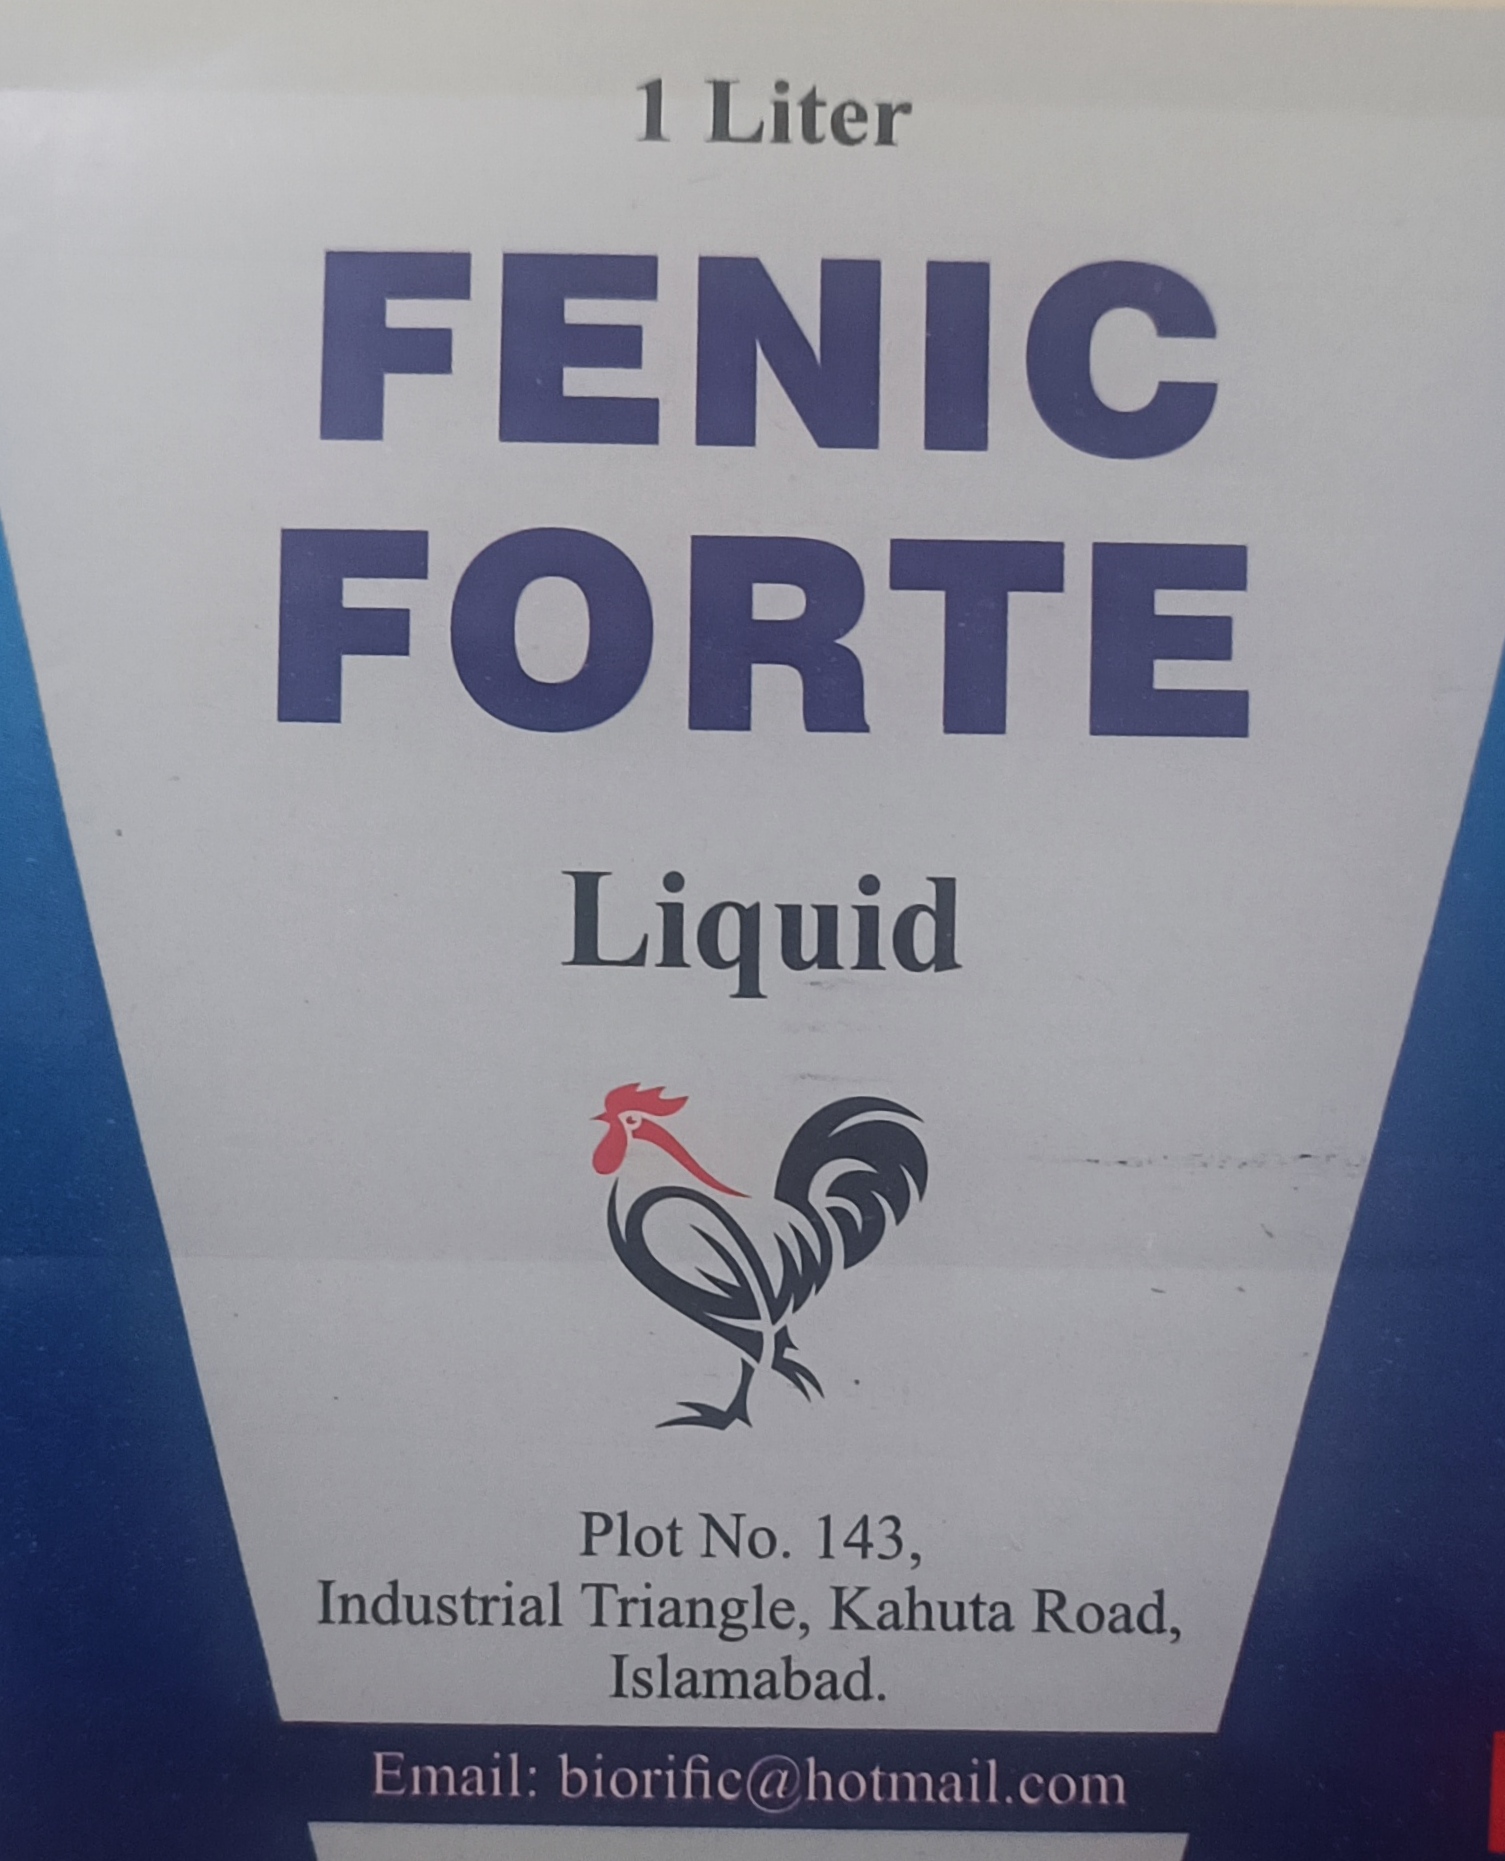 1 Liter
FENIC
FORTE
Liquid
Plot No. 143,
Industrial Triangle, Kahuta Road,
Islamabad.
Email: biorific@hotmail.com